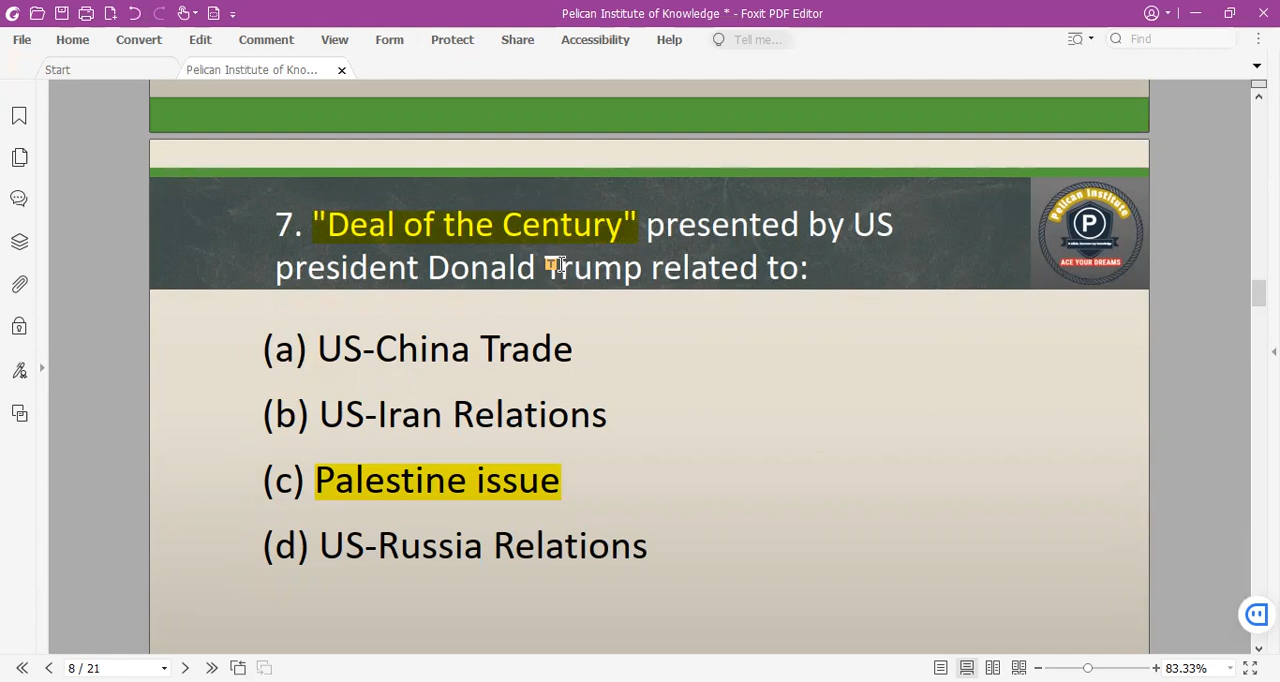 Pelican Institute of Knowledge * - Foxit PDF Editor
File Home Convert Edit Comment View Form Protect Share Accessibility Help Tell me... Find
Start Pelican Institute of Kno...
7. "Deal of the Century" presented by US
president Donald Trump related to:
Pelican Institute
P
ACE YOUR DREAMS
(a) US-China Trade
(b) US-Iran Relations
(c) Palestine issue
(d) US-Russia Relations
8 / 21
83.33%